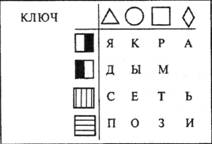 КЛЮЧ
Я К Р А
Д Ы М
С Е Т Ь
П О З И